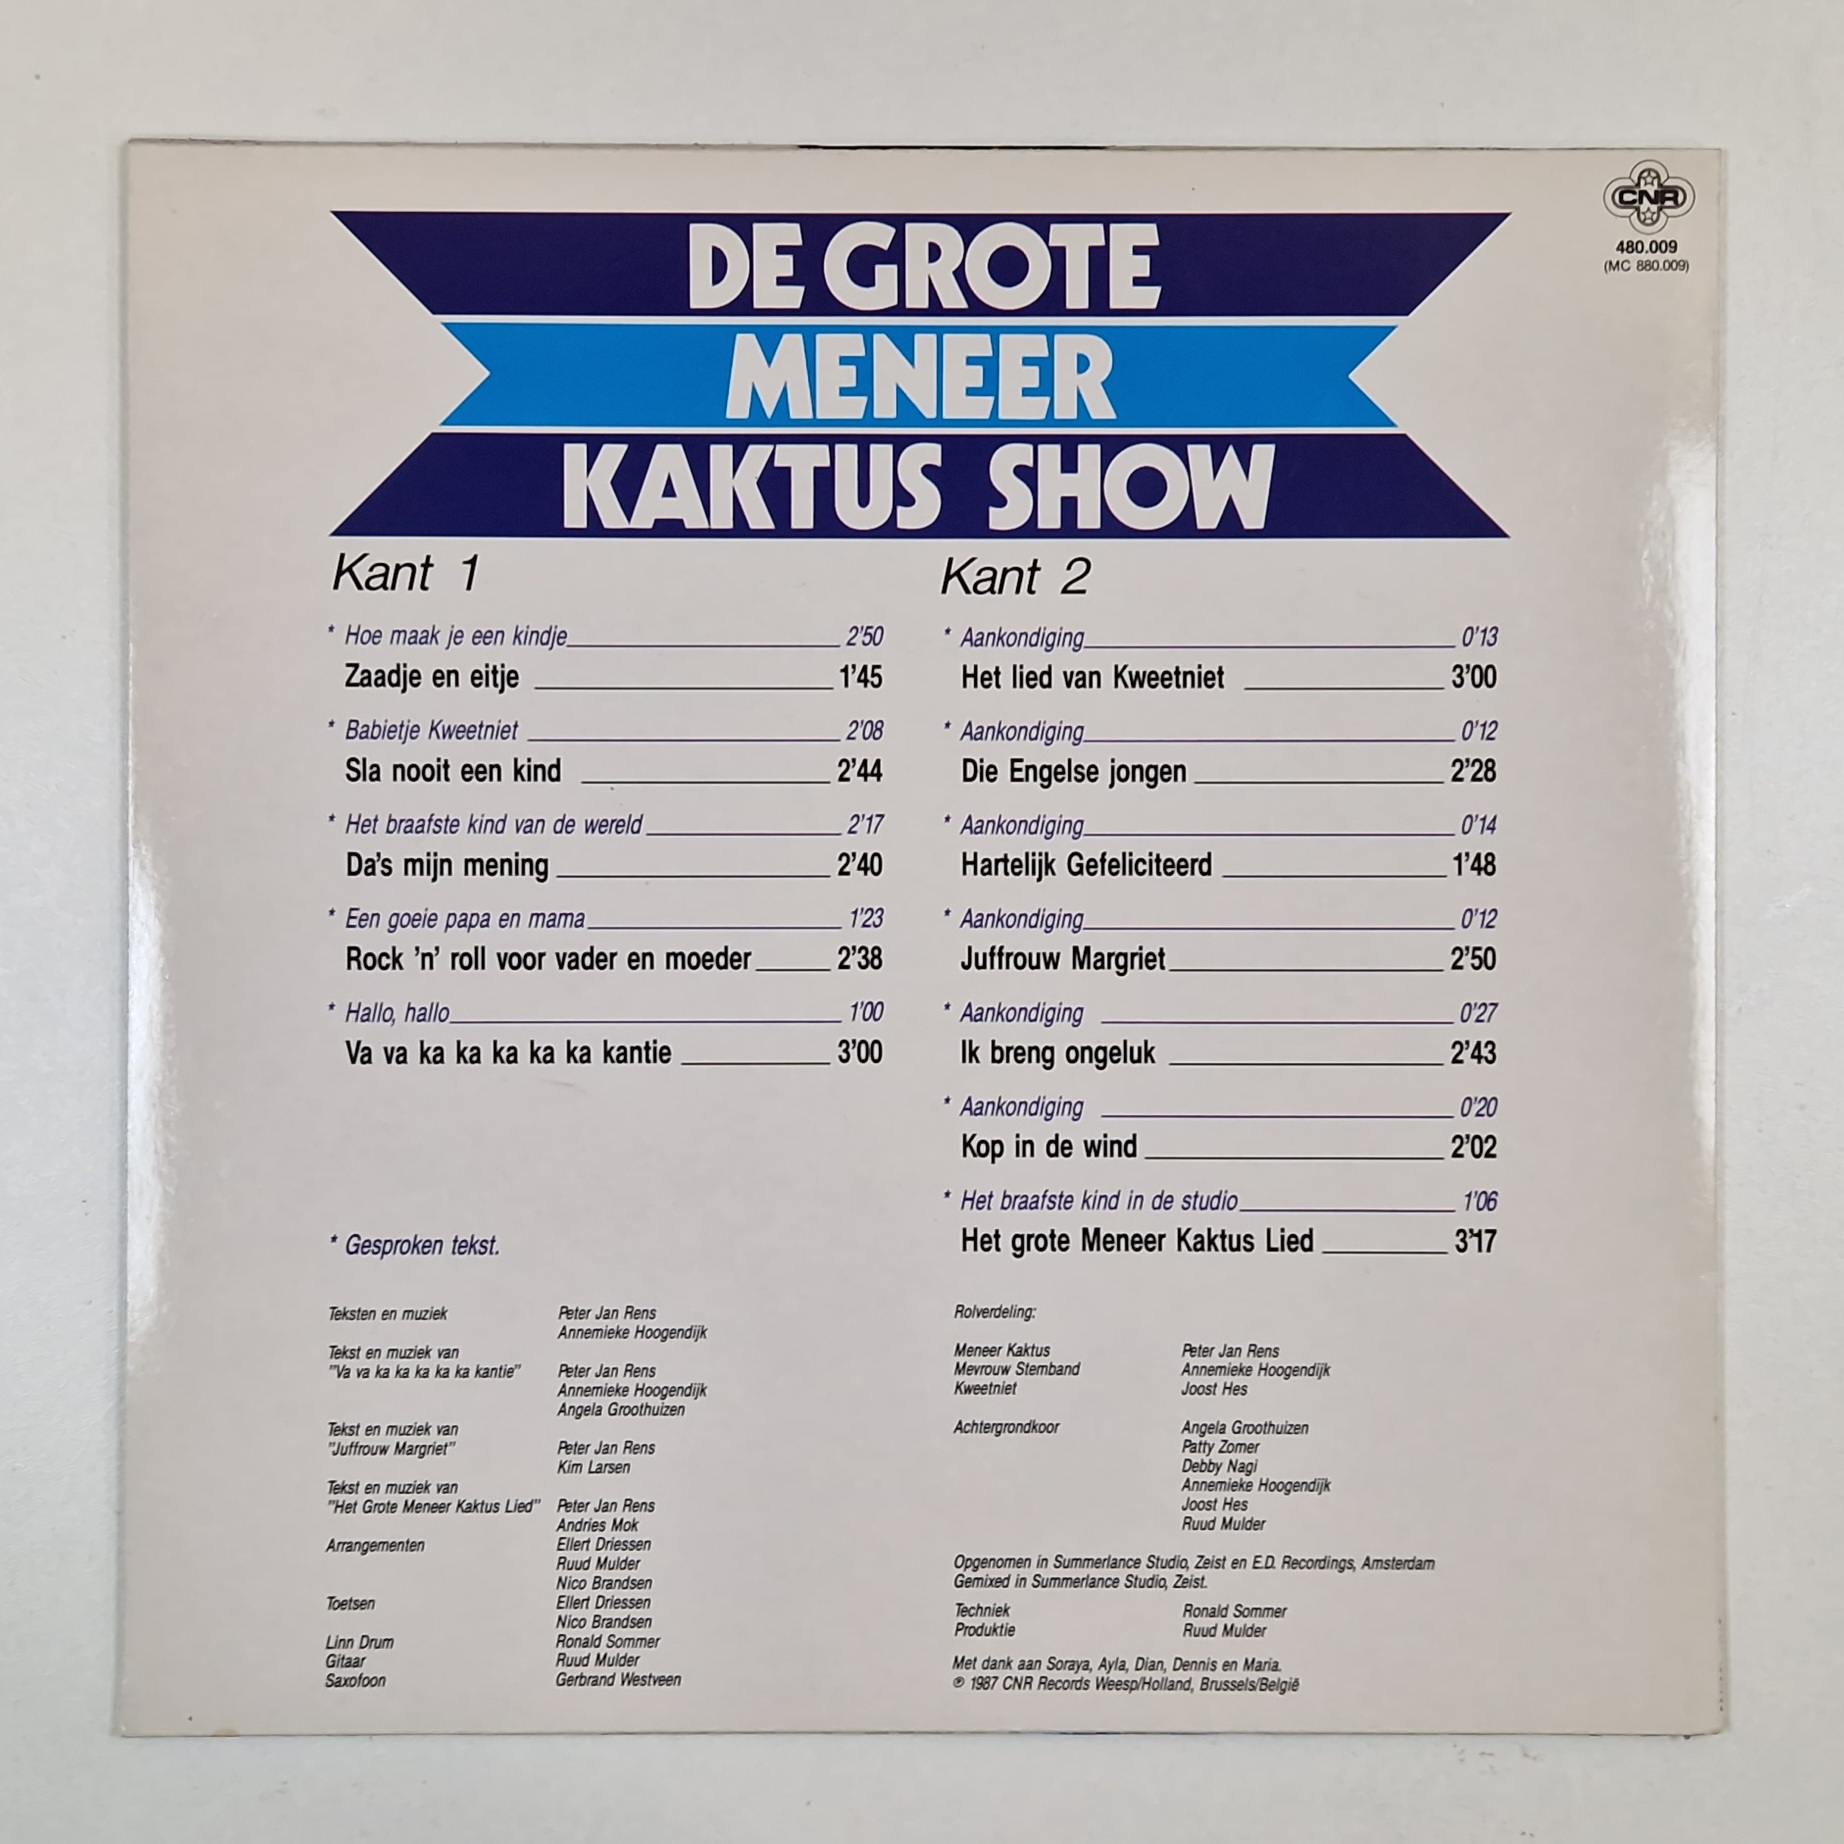 CNR
480.009
(MC 880.009)
DE GROTE
MENEER
KAKTUS SHOW
Kant 1
* Hoe maak je een kindje 2'50
Zaadje en eitje 1'45
* Babietje Kweetniet 2'08
Sla nooit een kind 2'44
* Het braafste kind van de wereld 2'17
Da's mijn mening 2'40
* Een goeie papa en mama 1'23
Rock 'n' roll voor vader en moeder 2'38
* Hallo, hallo 1'00
Va va ka ka ka ka ka kantie 3'00
* Gesproken tekst.
Kant 2
* Aankondiging 0'13
Het lied van Kweetniet 3'00
* Aankondiging 0'12
Die Engelse jongen 2'28
* Aankondiging 0'14
Hartelijk Gefeliciteerd 1'48
* Aankondiging 0'12
Juffrouw Margriet 2'50
* Aankondiging 0'27
Ik breng ongeluk 2'43
* Aankondiging 0'20
Kop in de wind 2'02
* Het braafste kind in de studio 1'06
Het grote Meneer Kaktus Lied 3'17
Teksten en muziek Peter Jan Rens
Annemieke Hoogendijk
Tekst en muziek van
"Va va ka ka ka ka ka kantie" Peter Jan Rens
Annemieke Hoogendijk
Angela Groothuizen
Tekst en muziek van
"Juffrouw Margriet" Peter Jan Rens
Kim Larsen
Tekst en muziek van
"Het Grote Meneer Kaktus Lied" Peter Jan Rens
Andries Mok
Arrangementen Ellert Driessen
Ruud Mulder
Nico Brandsen
Toetsen Ellert Driessen
Nico Brandsen
Linn Drum Ronald Sommer
Gitaar Ruud Mulder
Saxofoon Gerbrand Westveen
Rolverdeling:
Meneer Kaktus Peter Jan Rens
Mevrouw Stemband Annemieke Hoogendijk
Kweetniet Joost Hes
Achtergrondkoor Angela Groothuizen
Patty Zomer
Debby Nagi
Annemieke Hoogendijk
Joost Hes
Ruud Mulder
Opgenomen in Summerlance Studio, Zeist en E.D. Recordings, Amsterdam
Gemixed in Summerlance Studio, Zeist.
Techniek Ronald Sommer
Produktie Ruud Mulder
Met dank aan Soraya, Ayla, Dian, Dennis en Maria.
℗ 1987 CNR Records Weesp/Holland, Brussels/België